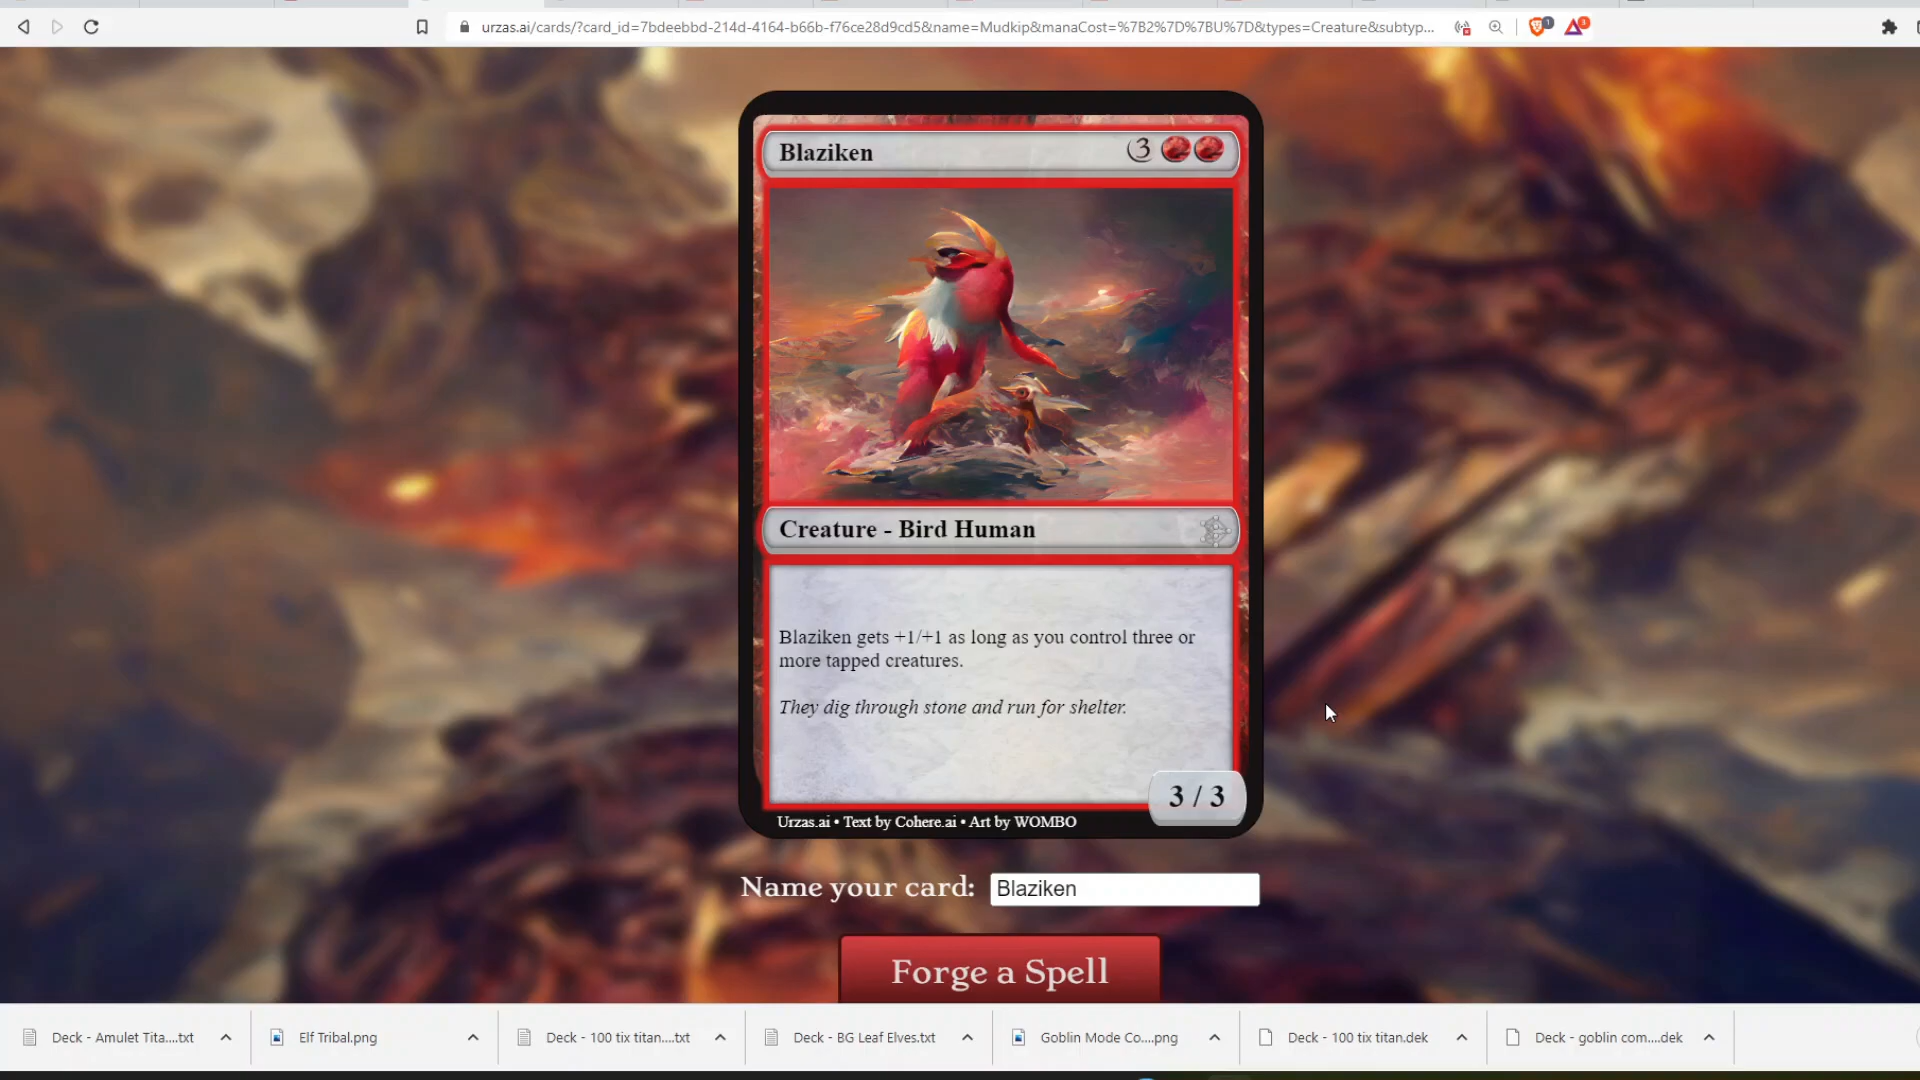 urzas.ai/cards/?card_id=7bdeebbd-214d-4164-b66b-f76ce28d9cd5&name=Mudkip&manaCost=%7B2%7D%7BU%7D&types=Creature&subtyp...
1
3
Blaziken
3
Creature - Bird Human
Blaziken gets +1/+1 as long as you control three or
more tapped creatures.
They dig through stone and run for shelter.
3 / 3
Urzas.ai • Text by Cohere.ai • Art by WOMBO
Name your card: Blaziken
Forge a Spell
Deck - Amulet Tita....txt
Elf Tribal.png
Deck - 100 tix titan....txt
Deck - BG Leaf Elves.txt
Goblin Mode Co....png
Deck - 100 tix titan.dek
Deck - goblin com....dek